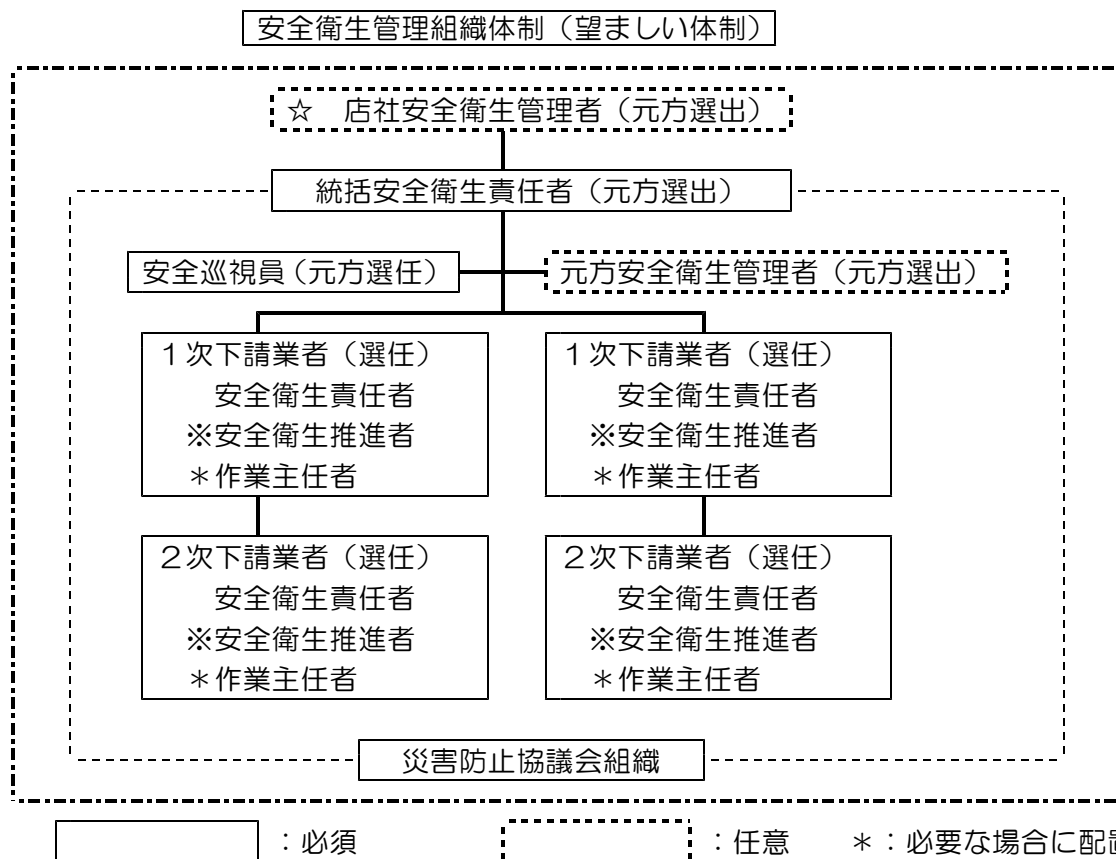 安全衛生管理組織体制（望ましい体制）
☆　店社安全衛生管理者（元方選出）
統括安全衛生責任者（元方選出）
安全巡視員（元方選任）
元方安全衛生管理者（元方選出）
１次下請業者（選任）
安全衛生責任者
※安全衛生推進者
＊作業主任者
１次下請業者（選任）
安全衛生責任者
※安全衛生推進者
＊作業主任者
２次下請業者（選任）
安全衛生責任者
※安全衛生推進者
＊作業主任者
２次下請業者（選任）
安全衛生責任者
※安全衛生推進者
＊作業主任者
災害防止協議会組織
：必須　：任意　＊：必要な場合に配